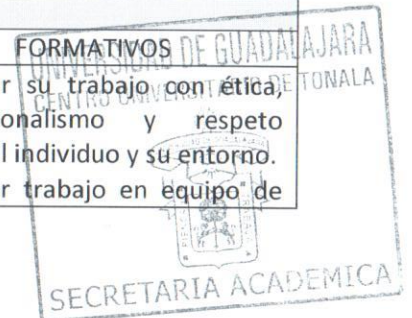 FORMATIVOS
UNIVERSIDAD DE GUADALAJARA
CENTRO UNIVERSITARIO DE TONALA
r su trabajo con ética,
onalismo y respeto
l individuo y su entorno.
r trabajo en equipo de
SECRETARIA ACADEMICA